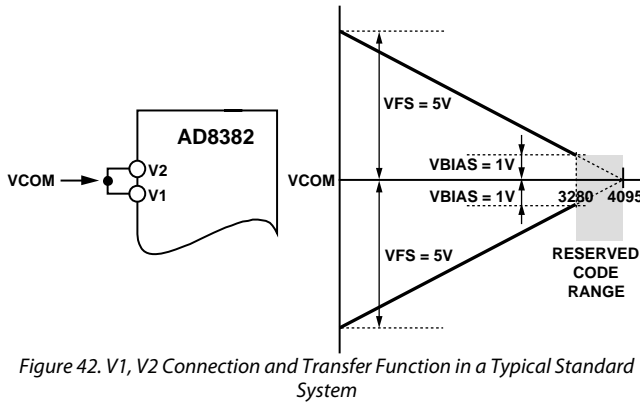 AD8382
V2
V1
VCOM
VFS = 5V
VBIAS = 1V
VCOM
VBIAS = 1V
3280
4095
VFS = 5V
RESERVED
CODE
RANGE
Figure 42. V1, V2 Connection and Transfer Function in a Typical Standard
System